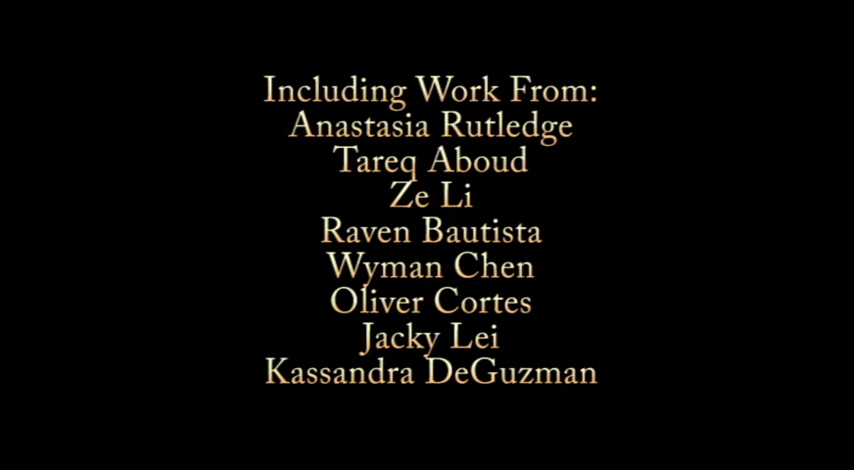 Including Work From:
Anastasia Rutledge
Tareq Aboud
Ze Li
Raven Bautista
Wyman Chen
Oliver Cortes
Jacky Lei
Kassandra DeGuzman